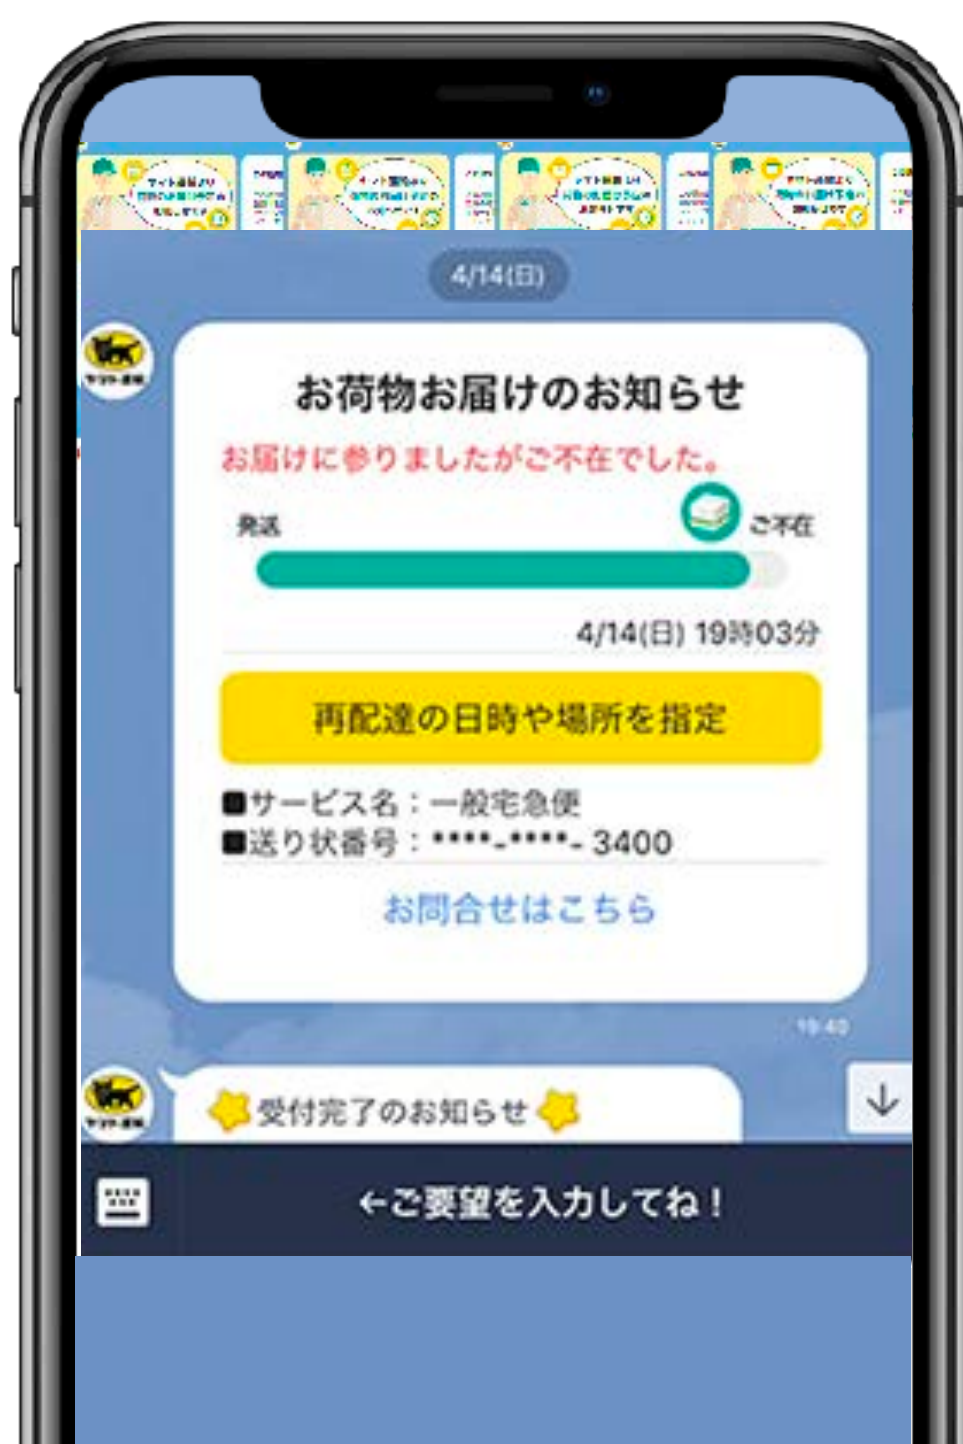 4/14(日)
お荷物お届けのお知らせ
お届けに参りましたがご不在でした。
発送
ご不在
4/14(日) 19時03分
再配達の日時や場所を指定
■サービス名：一般宅急便
■送り状番号：****-****- 3400
お問合せはこちら
19:40
受付完了のお知らせ
←ご要望を入力してね！